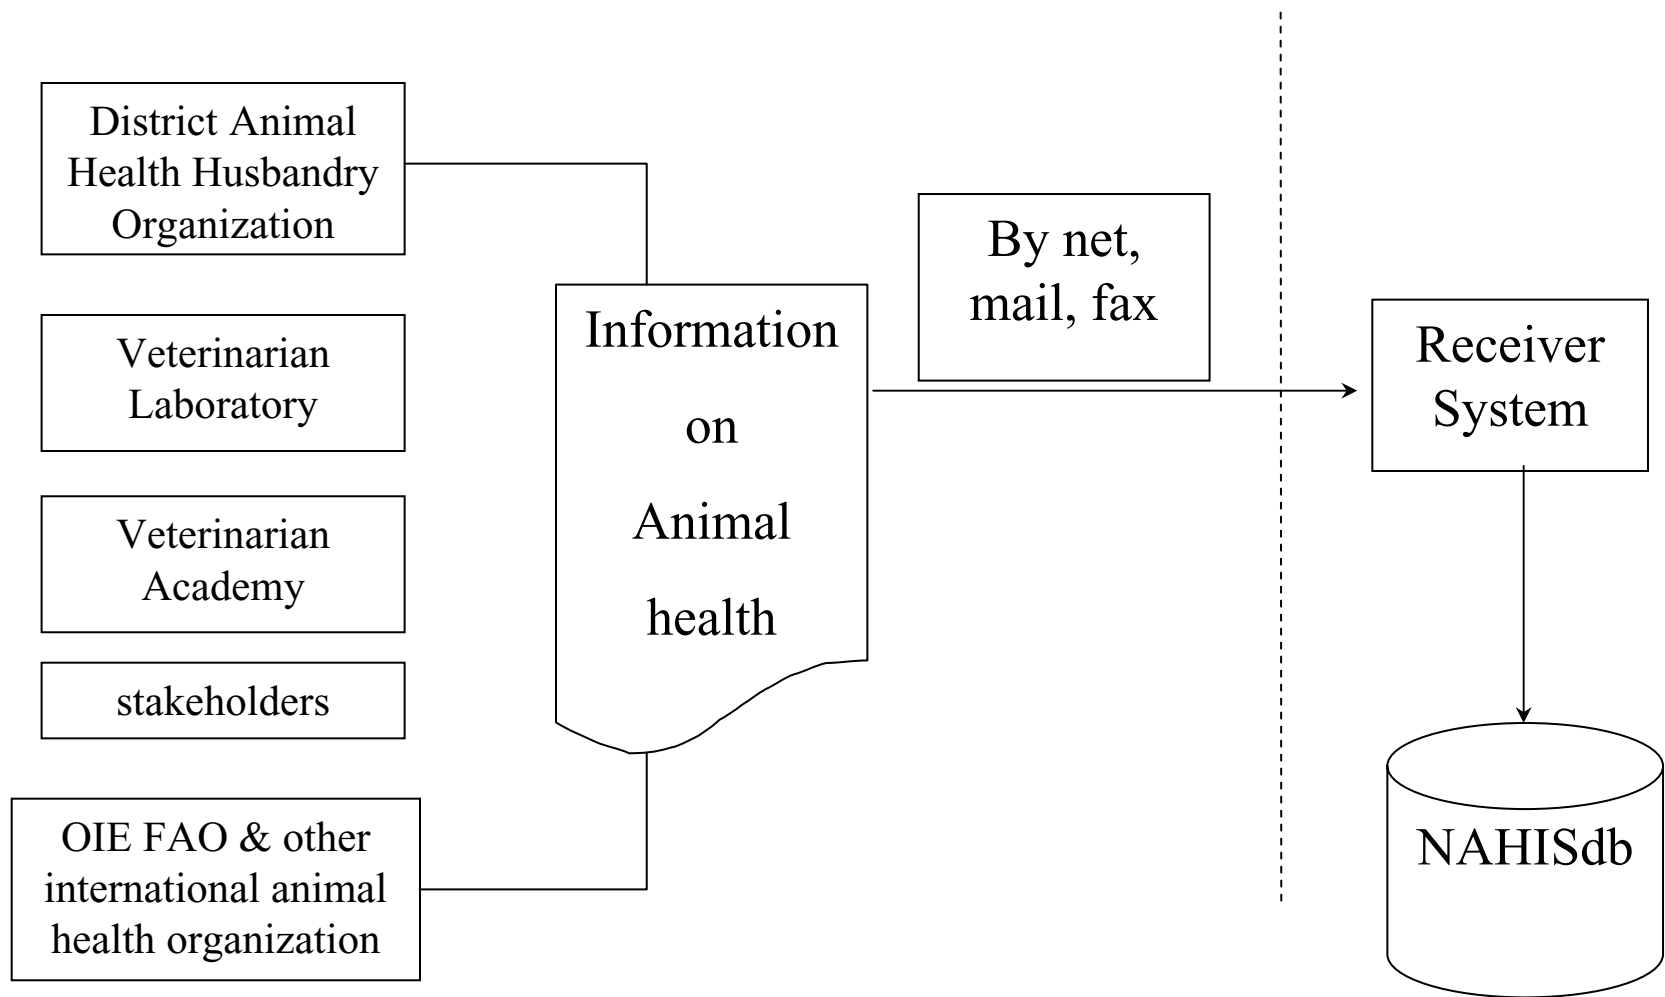 District Animal
Health Husbandry
Organization
Veterinarian
Laboratory
Veterinarian
Academy
stakeholders
OIE FAO & other
international animal
health organization
Information
on
Animal
health
By net,
mail, fax
Receiver
System
NAHISdb